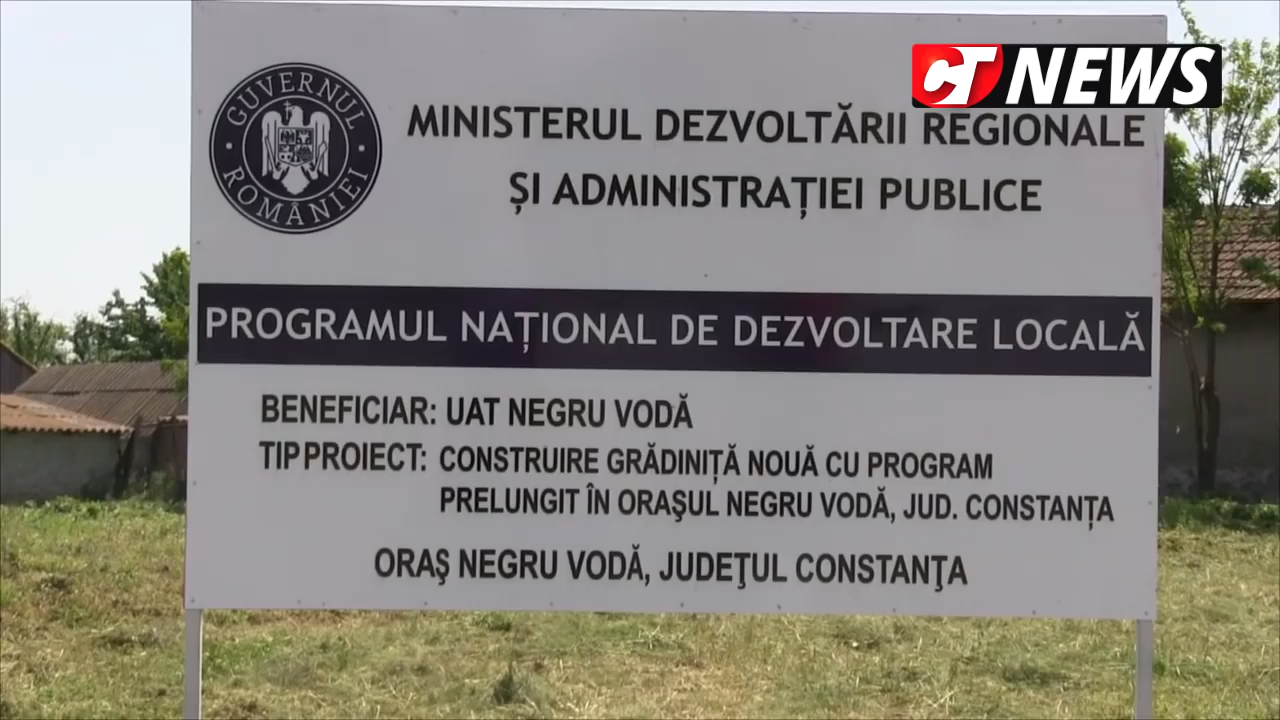 CT NEWS
GUVERNUL ROMÂNIEI
MINISTERUL DEZVOLTĂRII REGIONALE
ȘI ADMINISTRAȚIEI PUBLICE
PROGRAMUL NAȚIONAL DE DEZVOLTARE LOCALĂ
BENEFICIAR: UAT NEGRU VODĂ
TIP PROIECT: CONSTRUIRE GRĂDINIȚĂ NOUĂ CU PROGRAM
PRELUNGIT ÎN ORAŞUL NEGRU VODĂ, JUD. CONSTANȚA
ORAŞ NEGRU VODĂ, JUDEŢUL CONSTANŢA